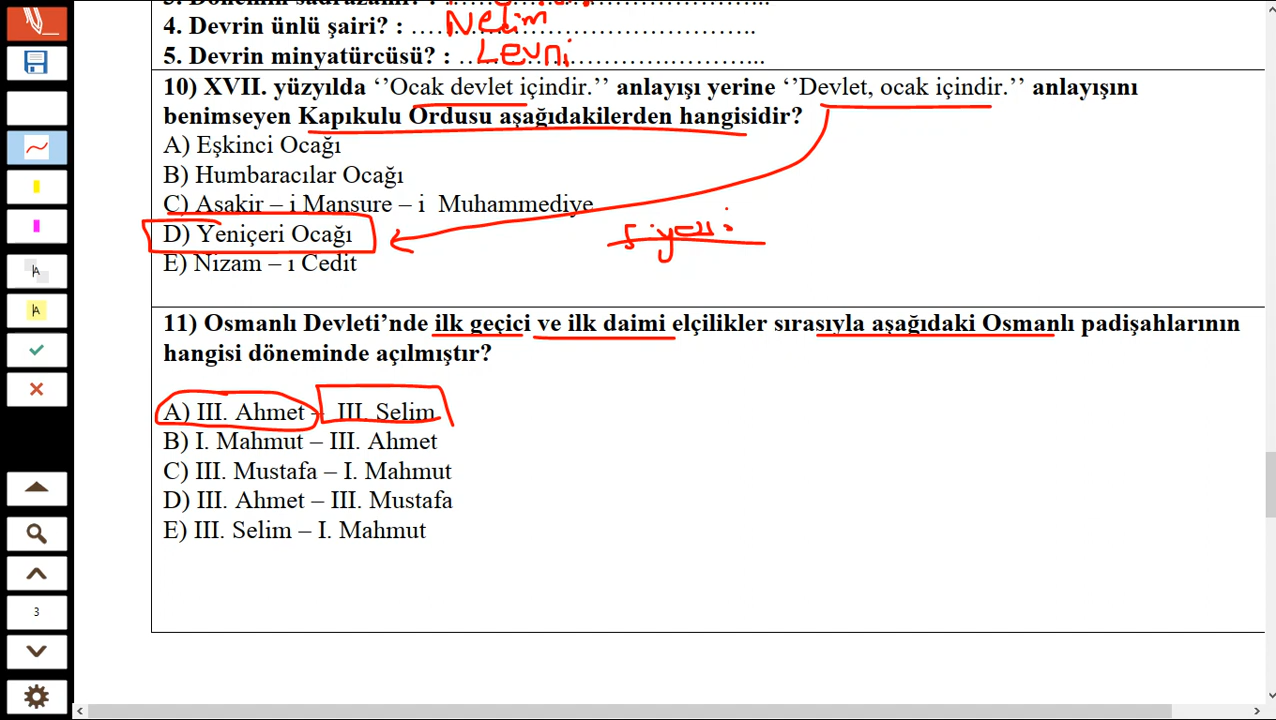 4. Devrin ünlü şairi? : ……………………………………..
Nedim
5. Devrin minyatürcüsü? : …………………………………...
Levni
10) XVII. yüzyılda ‘’Ocak devlet içindir.’’ anlayışı yerine ‘’Devlet, ocak içindir.’’ anlayışını
benimseyen Kapıkulu Ordusu aşağıdakilerden hangisidir?
A) Eşkinci Ocağı
B) Humbaracılar Ocağı
C) Asakir – i Mansure – i Muhammediye
D) Yeniçeri Ocağı
E) Nizam – ı Cedit
11) Osmanlı Devleti’nde ilk geçici ve ilk daimi elçilikler sırasıyla aşağıdaki Osmanlı padişahlarının
hangisi döneminde açılmıştır?
A) III. Ahmet – III. Selim
B) I. Mahmut – III. Ahmet
C) III. Mustafa – I. Mahmut
D) III. Ahmet – III. Mustafa
E) III. Selim – I. Mahmut
3